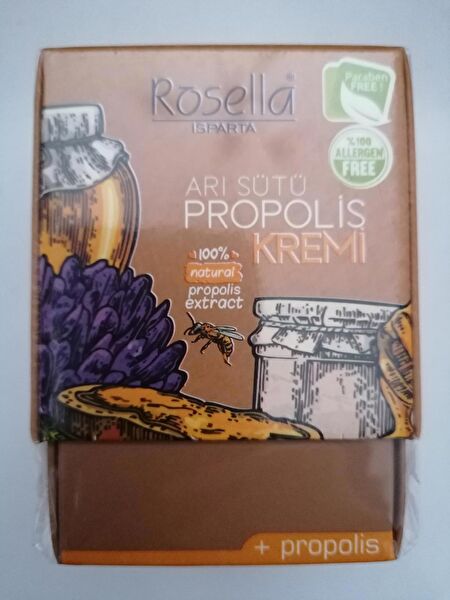 Rosella®
ISPARTA
Paraben
FREE!
%100
ALLERGEN
FREE
ARI SÜTÜ
PROPOLİS
KREMİ
100%
natural
propolis
extract
+ propolis